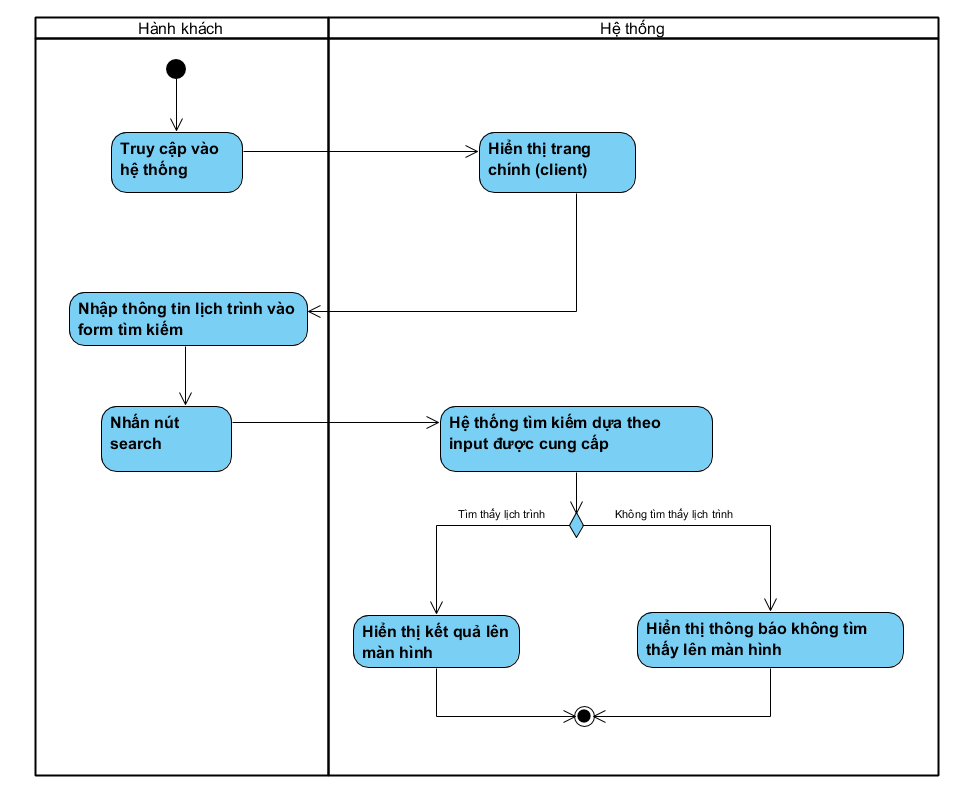 Hành khách
Hệ thống
Truy cập vào
hệ thống
Hiển thị trang
chính (client)
Nhập thông tin lịch trình vào
form tìm kiếm
Nhấn nút
search
Hệ thống tìm kiếm dựa theo
input được cung cấp
Tìm thấy lịch trình
Không tìm thấy lịch trình
Hiển thị kết quả lên
màn hình
Hiển thị thông báo không tìm
thấy lên màn hình